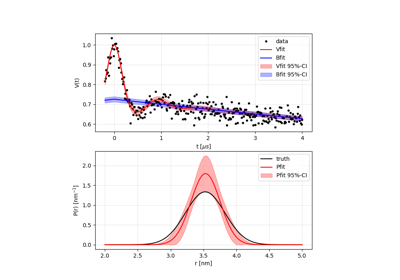 1.0
0.9
0.8
0.7
0.6
V(t)
data
Vfit
Bfit
Vfit 95%-CI
Bfit 95%-CI
0 1 2 3 4
t [μs]
2.0
1.5
1.0
0.5
0.0
P(r) [nm⁻¹]
truth
Pfit
Pfit 95%-CI
2.0 2.5 3.0 3.5 4.0 4.5 5.0
r [nm]